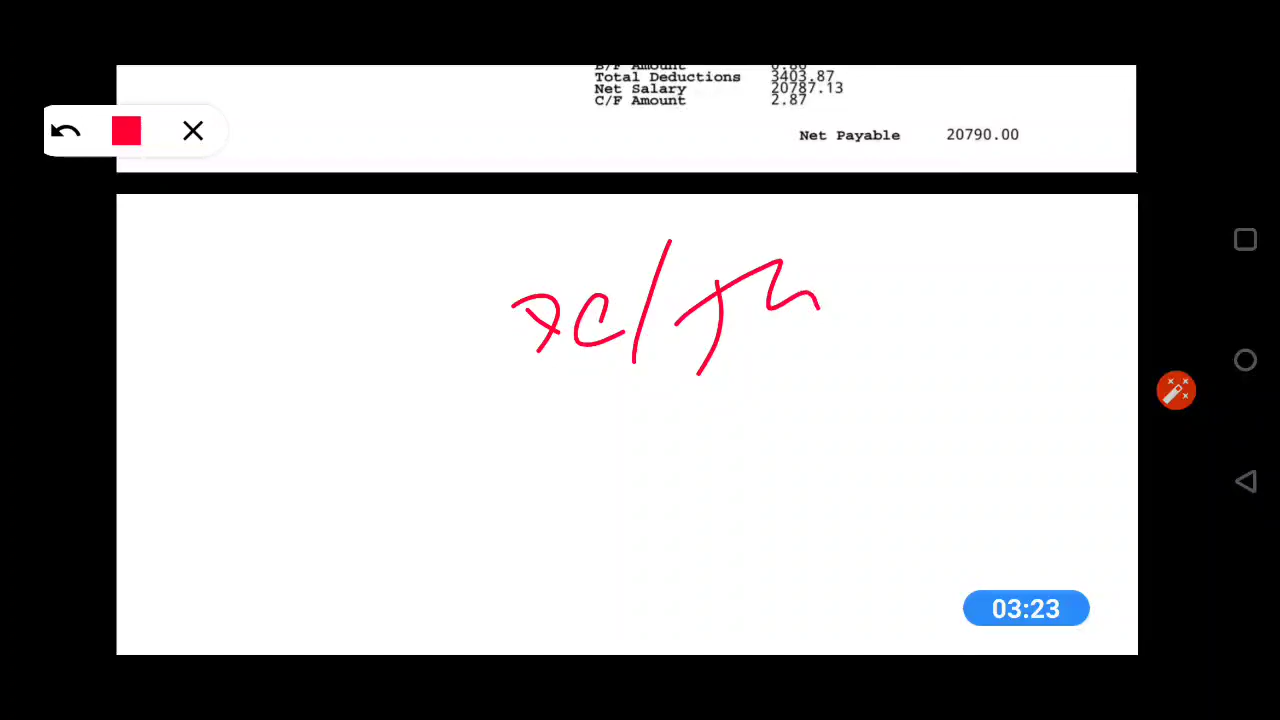 Total Deductions 3403.87
Net Salary 20787.13
C/F Amount 2.87
Net Payable 20790.00
03:23